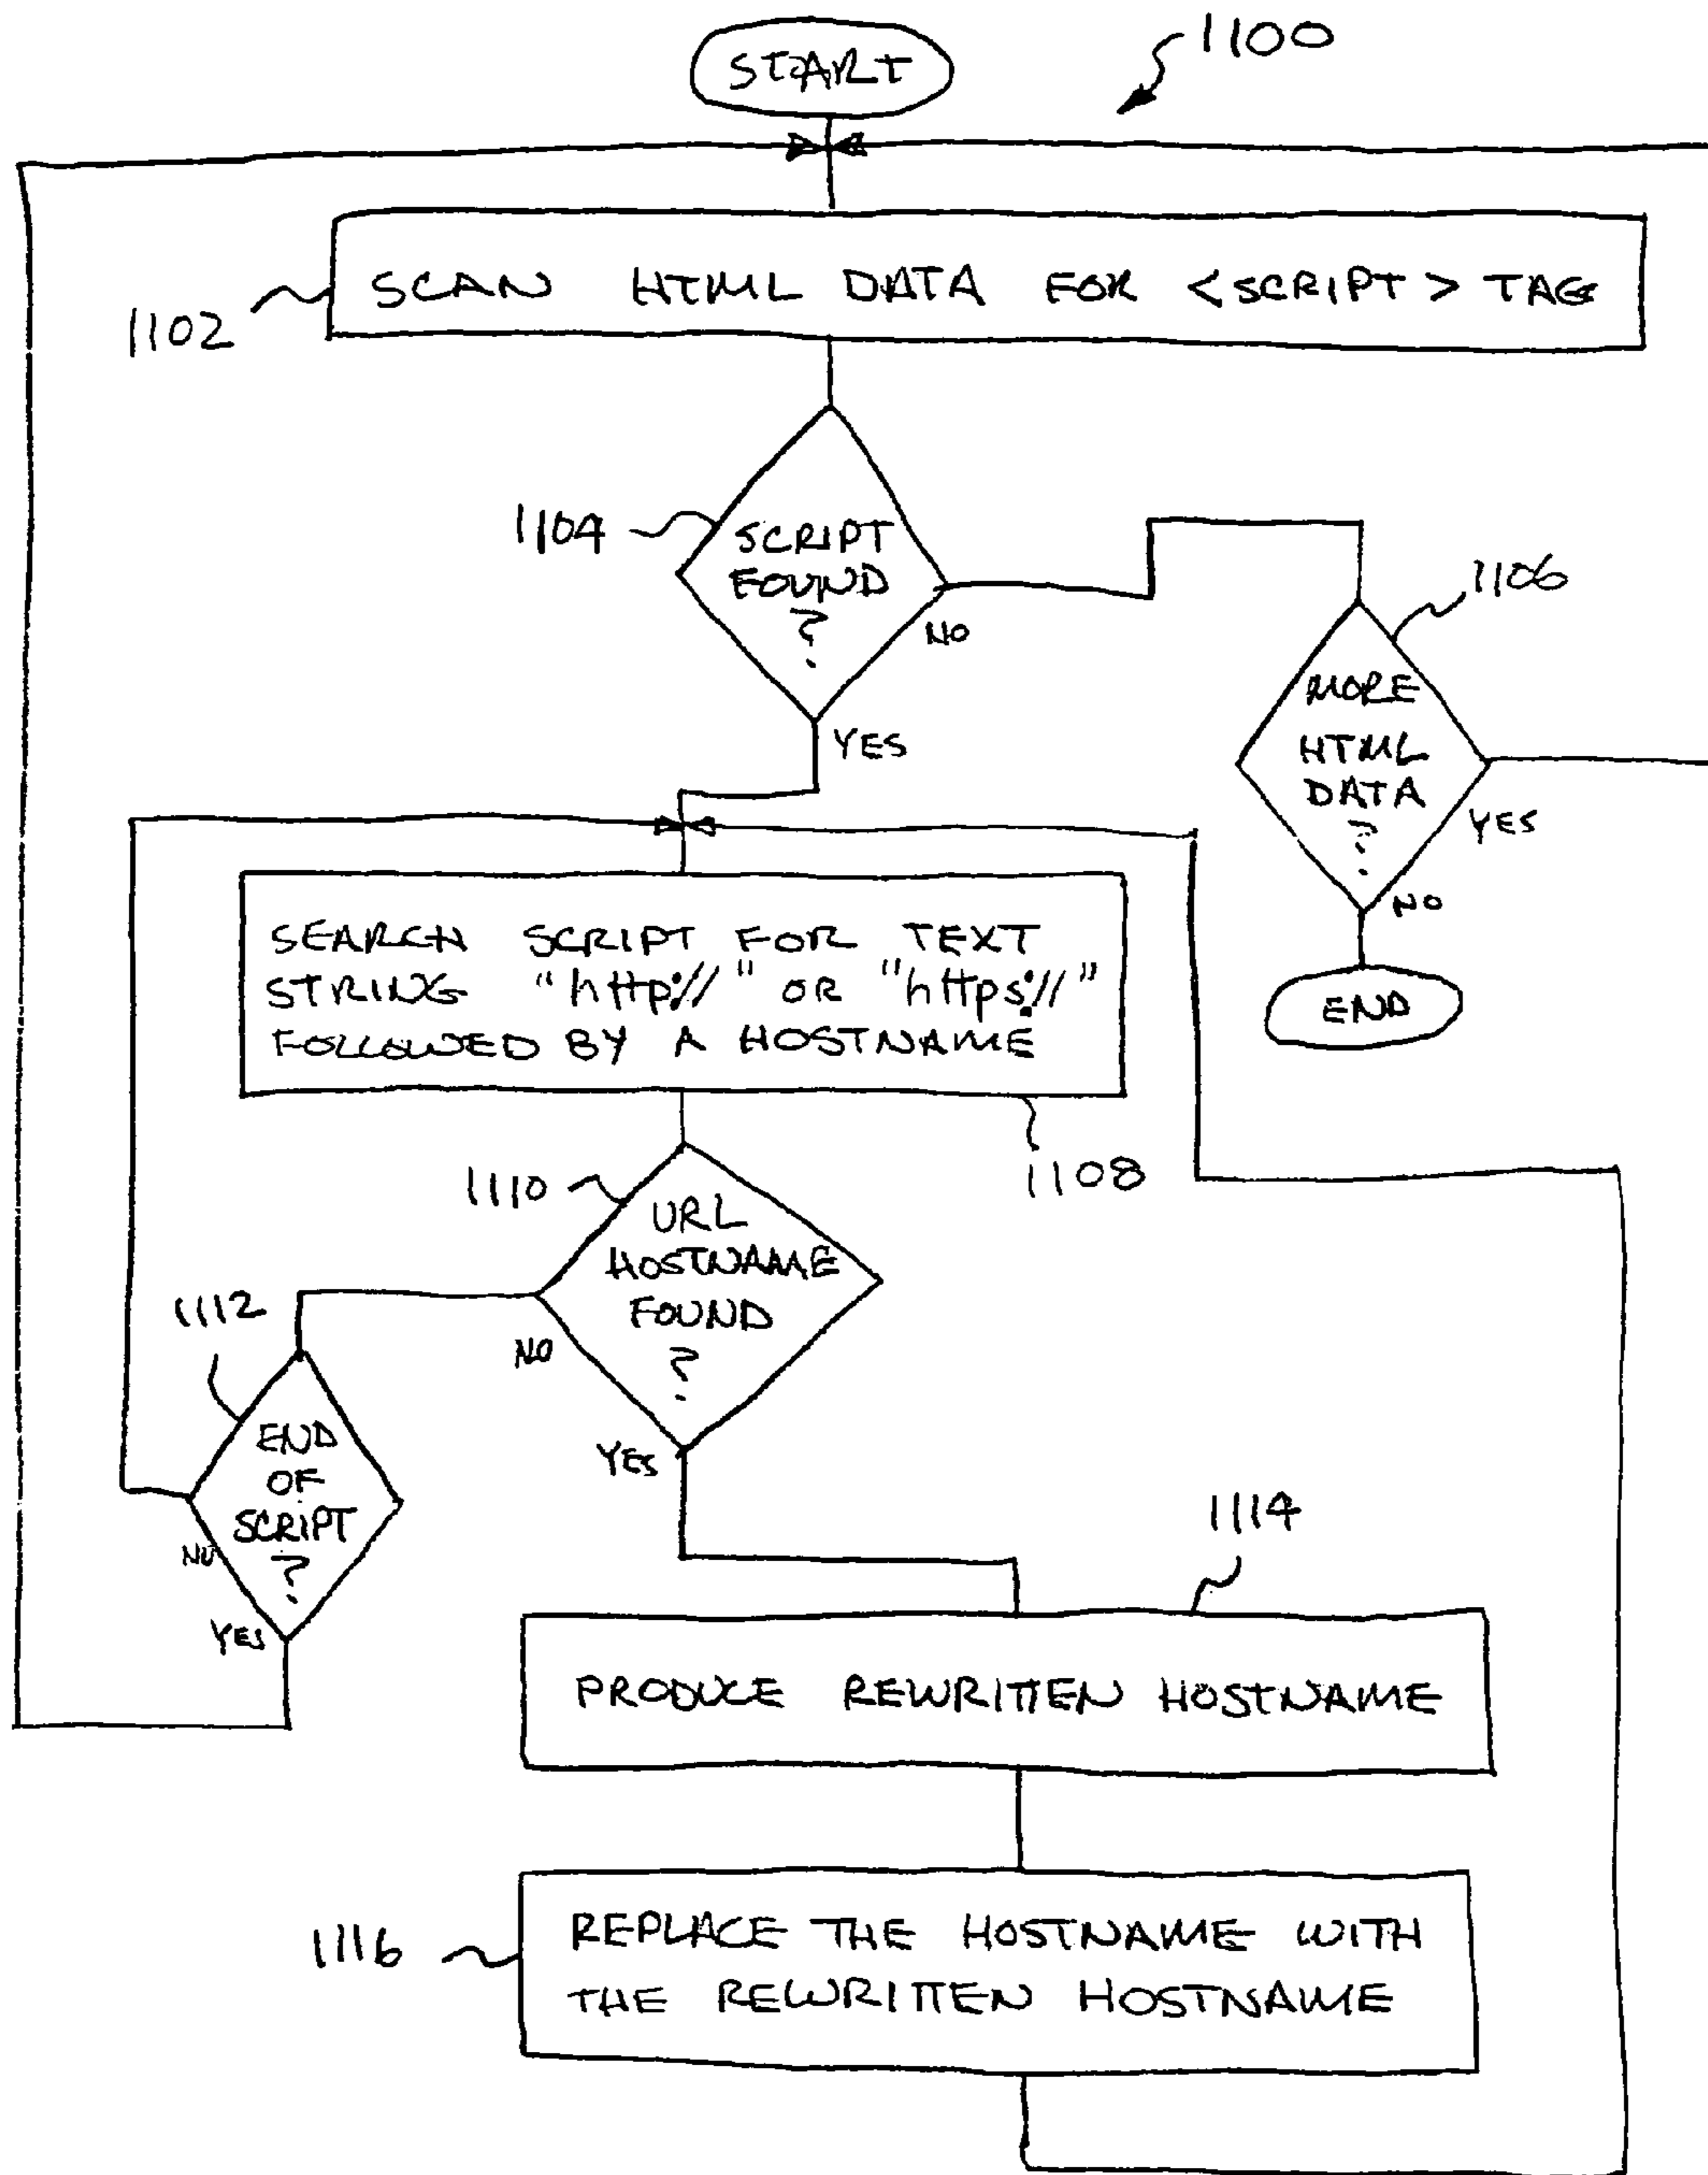 START
1100
SCAN HTML DATA FOR <SCRIPT> TAG
1102
1104
SCRIPT
FOUND
?
NO
YES
1106
MORE
HTML
DATA
?
YES
NO
END
SEARCH SCRIPT FOR TEXT
STRING "http://" OR "https://"
FOLLOWED BY A HOSTNAME
1108
1110
URL
HOSTNAME
FOUND
?
NO
YES
1112
END
OF
SCRIPT
?
NO
YES
1114
PRODUCE REWRITTEN HOSTNAME
1116
REPLACE THE HOSTNAME WITH
THE REWRITTEN HOSTNAME